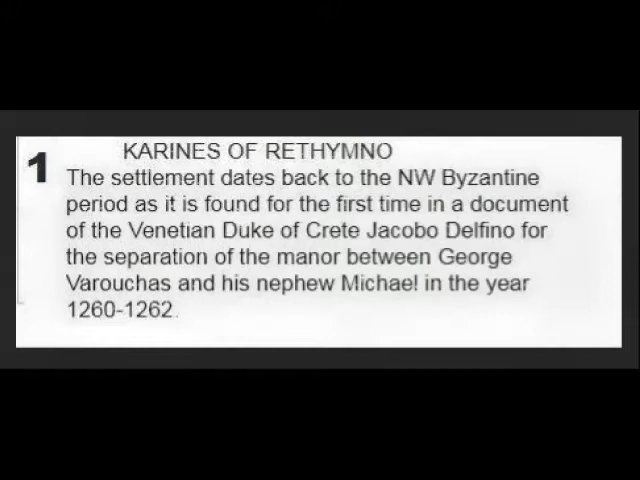 1 KARINES OF RETHYMNO
The settlement dates back to the NW Byzantine
period as it is found for the first time in a document
of the Venetian Duke of Crete Jacobo Delfino for
the separation of the manor between George
Varouchas and his nephew Michael in the year
1260-1262.